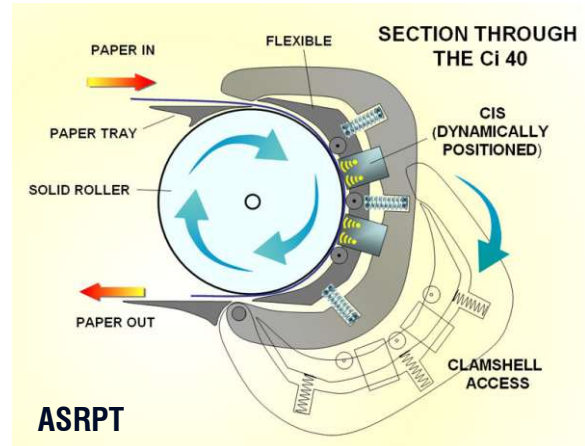 PAPER IN
FLEXIBLE
SECTION THROUGH
THE Ci 40
PAPER TRAY
CIS
(DYNAMICALLY
POSITIONED)
SOLID ROLLER
PAPER OUT
CLAMSHELL
ACCESS
ASRPT